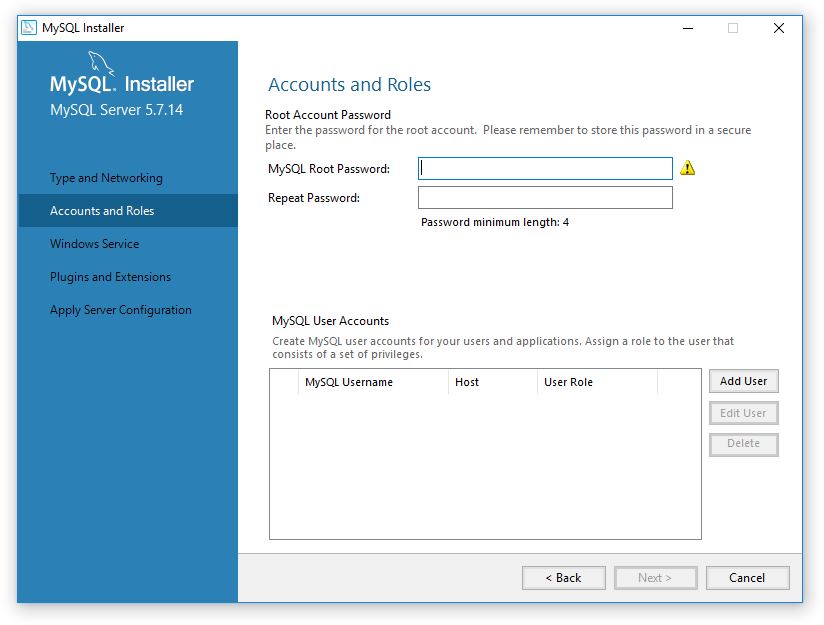 MySQL Installer
MySQL. Installer
MySQL Server 5.7.14
Type and Networking
Accounts and Roles
Windows Service
Plugins and Extensions
Apply Server Configuration
Accounts and Roles
Root Account Password
Enter the password for the root account.  Please remember to store this password in a secure
place.
MySQL Root Password:
Repeat Password:
Password minimum length: 4
MySQL User Accounts
Create MySQL user accounts for your users and applications. Assign a role to the user that
consists of a set of privileges.
MySQL Username Host User Role
Add User
Edit User
Delete
< Back Next > Cancel